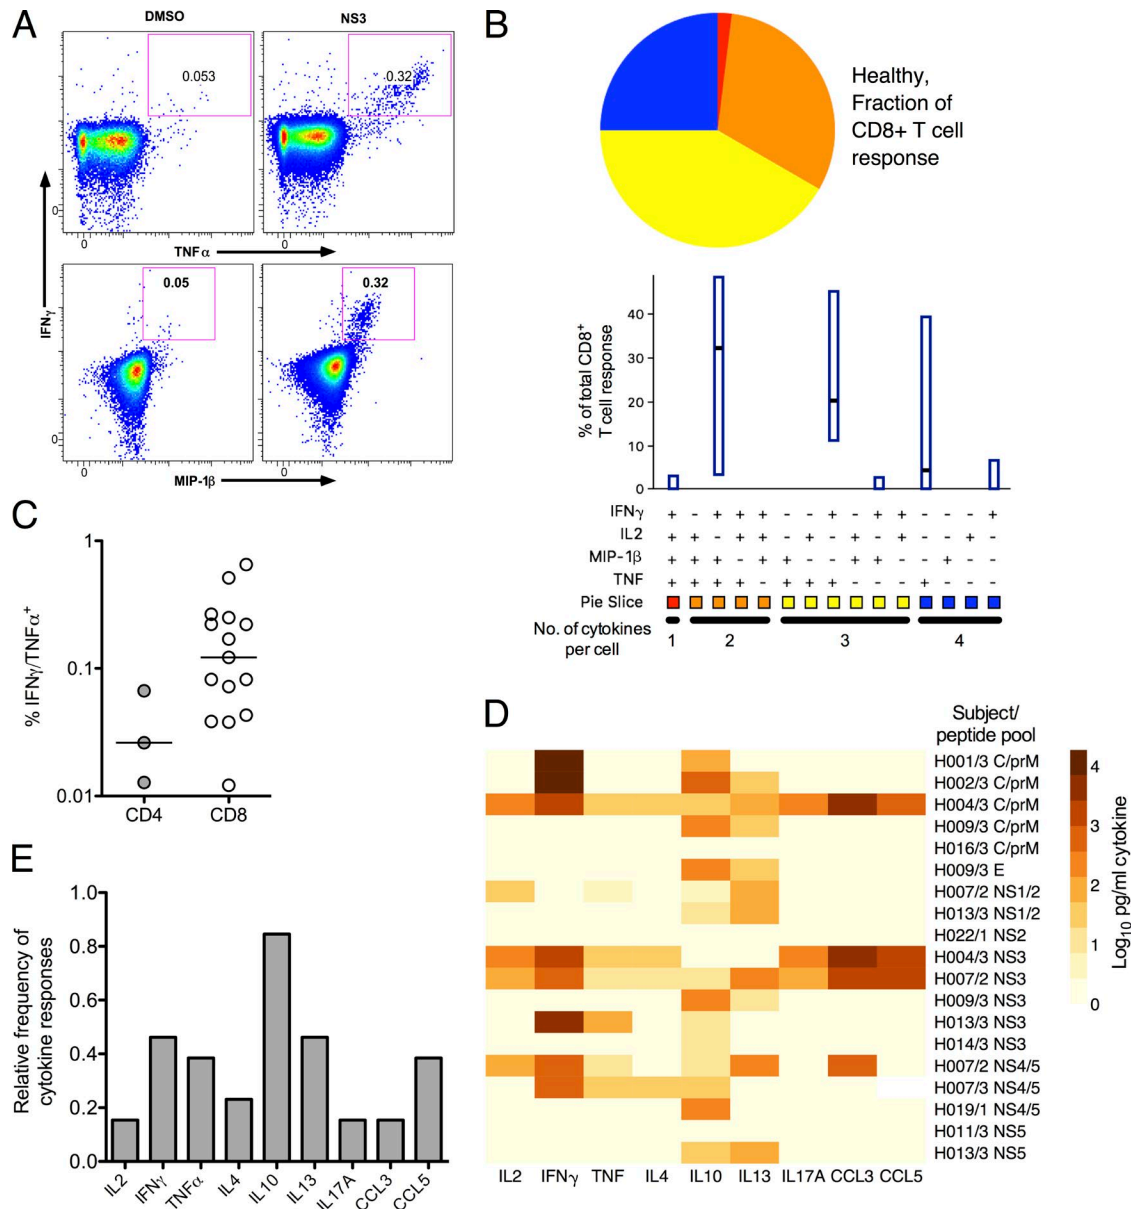 A
DMSO
NS3
0.053
0.32
0
0
0
TNFα
0.05
0.32
IFNγ
0
0
0
MIP-1β
B
Healthy,
Fraction of
CD8+ T cell
response
% of total CD8+
T cell response
40
30
20
10
0
IFNγ + - + + + - - + - + + - - - +
IL2 + + - + + - + - + - + - - + -
MIP-1β + + + - + + - - + + - - + - -
TNF + + + + - + + + - - - + - - -
Pie Slice
No. of cytokines
per cell
1 2 3 4
C
% IFNγ/TNFα+
1
0.1
0.01
CD4 CD8
D
Subject/
peptide pool
H001/3 C/prM
H002/3 C/prM
H004/3 C/prM
H009/3 C/prM
H016/3 C/prM
H009/3 E
H007/2 NS1/2
H013/3 NS1/2
H022/1 NS2
H004/3 NS3
H007/2 NS3
H009/3 NS3
H013/3 NS3
H014/3 NS3
H007/2 NS4/5
H007/3 NS4/5
H019/1 NS4/5
H011/3 NS5
H013/3 NS5
IL2 IFNγ TNF IL4 IL10 IL13 IL17A CCL3 CCL5
4
3
2
1
0
Log10 pg/ml cytokine
E
Relative frequency of
cytokine responses
1.0
0.8
0.6
0.4
0.2
0.0
IL2 IFNγ TNFα IL4 IL10 IL13 IL17A CCL3 CCL5